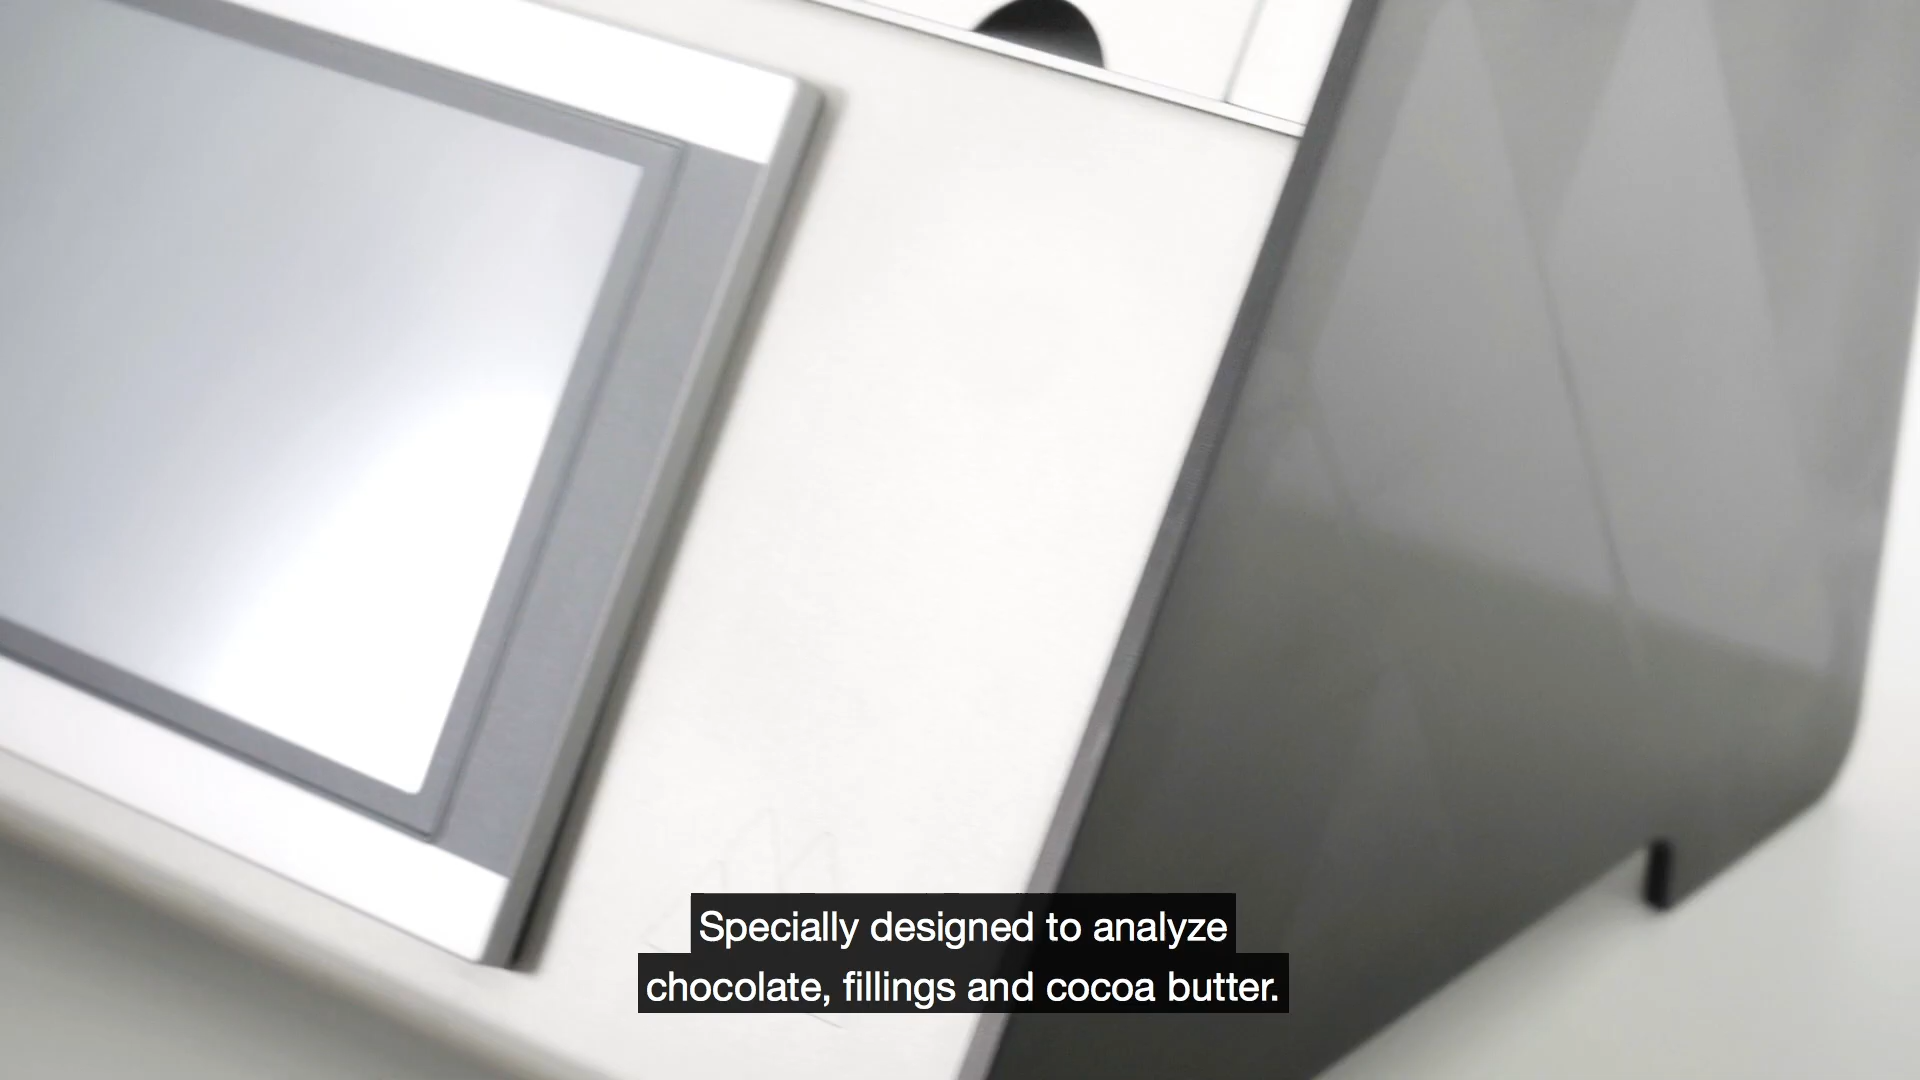 Specially designed to analyze
chocolate, fillings and cocoa butter.